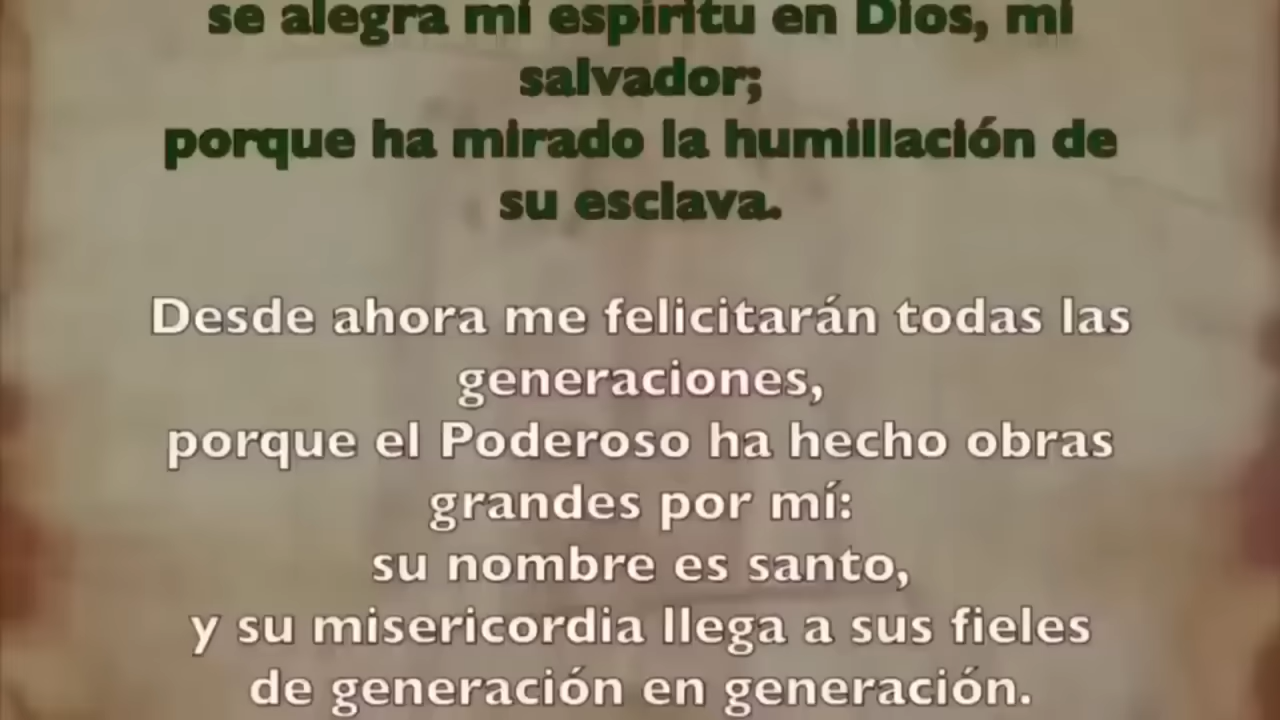 se alegra mi espíritu en Dios, mi
salvador;
porque ha mirado la humillación de
su esclava.
Desde ahora me felicitarán todas las
generaciones,
porque el Poderoso ha hecho obras
grandes por mí:
su nombre es santo,
y su misericordia llega a sus fieles
de generación en generación.